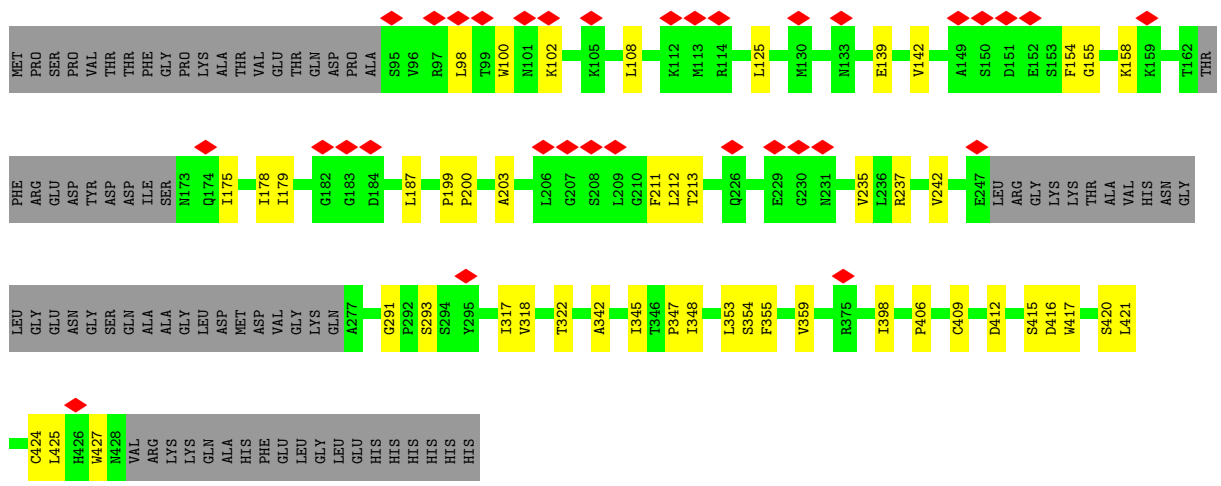 MET PRO SER PRO VAL THR THR PHE GLY PRO LYS ALA THR VAL GLU THR GLN ASP PRO ALA S95 V96 R97 L98 T99 W100 N101 K102 K105 L108 K112 M113 R114 L125 M130 N133 E139 V142 A149 S150 D151 E152 S153 F154 G155 K158 K159 T162 THR
PHE ARG GLU ASP TYR ASP ASP ILE SER N173 Q174 I175 I178 I179 G182 G183 D184 L187 P199 P200 A203 L206 G207 S208 L209 G210 F211 L212 T213 Q226 E229 G230 N231 V235 L236 R237 V242 E247 LEU ARG GLY LYS LYS THR ALA VAL HIS ASN GLY
LEU GLY GLU ASN GLY SER GLN ALA ALA GLY LEU ASP MET ASP VAL GLY LYS GLN A277 G291 P292 S293 S294 Y295 I317 V318 T322 A342 I345 T346 P347 I348 L353 S354 F355 V359 R375 I398 P406 C409 D412 S415 D416 W417 S420 L421
C424 L425 H426 W427 N428 VAL ARG LYS LYS GLN ALA HIS PHE GLU LEU GLY LEU GLU HIS HIS HIS HIS HIS HIS